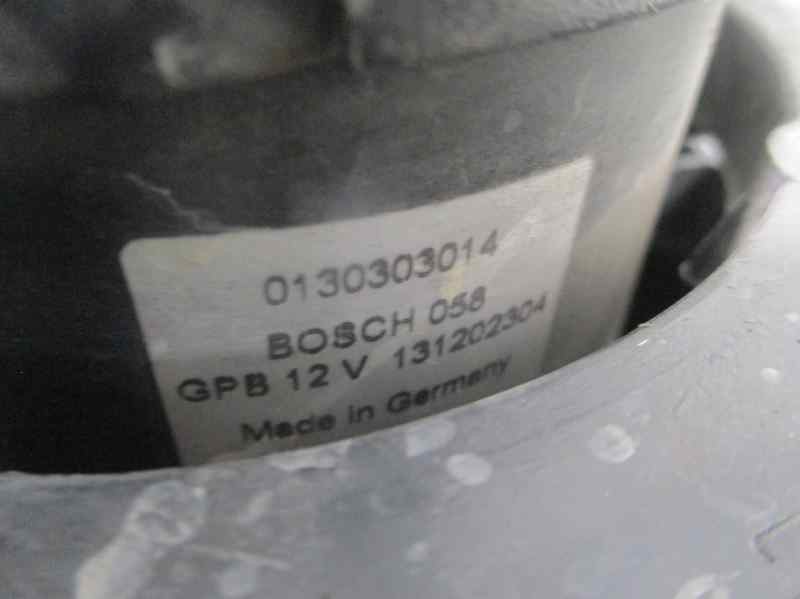 0130303014
BOSCH 058
GPB 12 V 131202304
Made in Germany